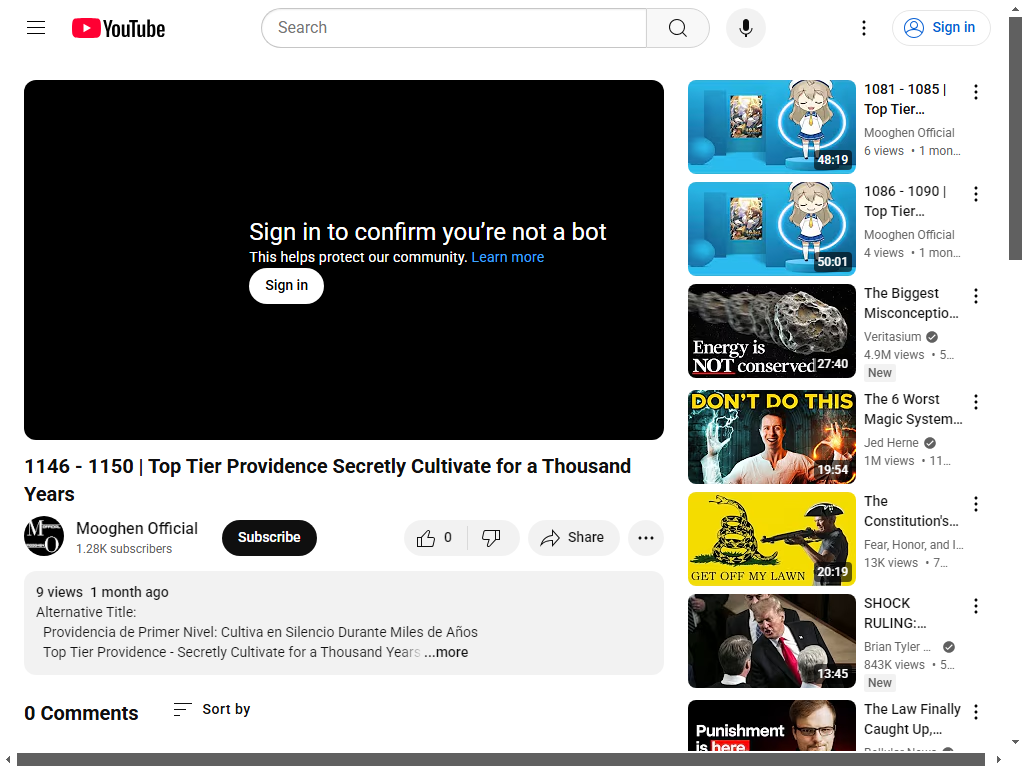 YouTube
Search
Sign in
Sign in to confirm you’re not a bot
This helps protect our community. Learn more
Sign in
1146 - 1150 | Top Tier Providence Secretly Cultivate for a Thousand
Years
Mooghen Official
1.28K subscribers
Subscribe
0
Share
9 views 1 month ago
Alternative Title:
Providencia de Primer Nivel: Cultiva en Silencio Durante Miles de Años
Top Tier Providence - Secretly Cultivate for a Thousand Years ...more
0 Comments
Sort by
48:19
1081 - 1085 |
Top Tier...
Mooghen Official
6 views • 1 mon...
50:01
1086 - 1090 |
Top Tier...
Mooghen Official
4 views • 1 mon...
Energy is
NOT conserved
27:40
The Biggest
Misconceptio...
Veritasium
4.9M views • 5...
New
DON'T DO THIS
19:54
The 6 Worst
Magic System...
Jed Herne
1M views • 11...
GET OFF MY LAWN
20:19
The
Constitution's...
Fear, Honor, and I...
13K views • 7...
13:45
SHOCK
RULING:...
Brian Tyler ...
843K views • 5...
New
Punishment
is here
The Law Finally
Caught Up,...